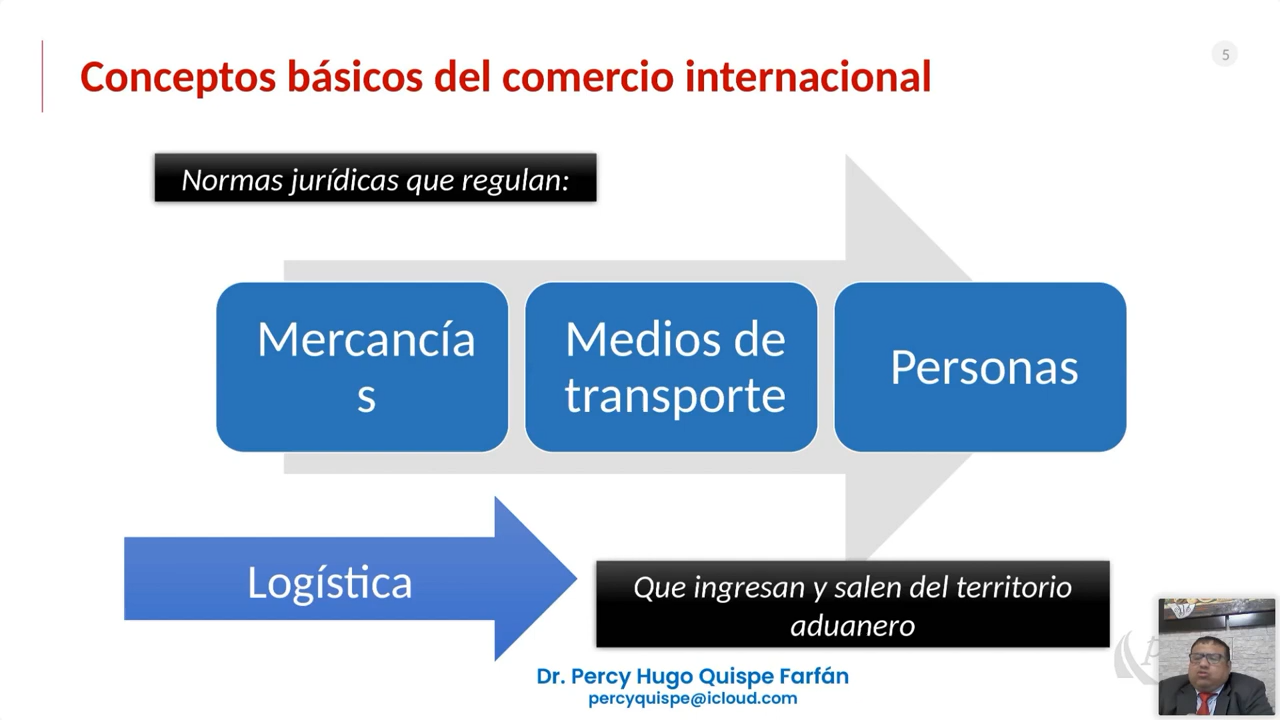 Conceptos básicos del comercio internacional
5
Normas jurídicas que regulan:
Mercancía
s
Medios de
transporte
Personas
Logística
Que ingresan y salen del territorio
aduanero
Dr. Percy Hugo Quispe Farfán
percyquispe@icloud.com